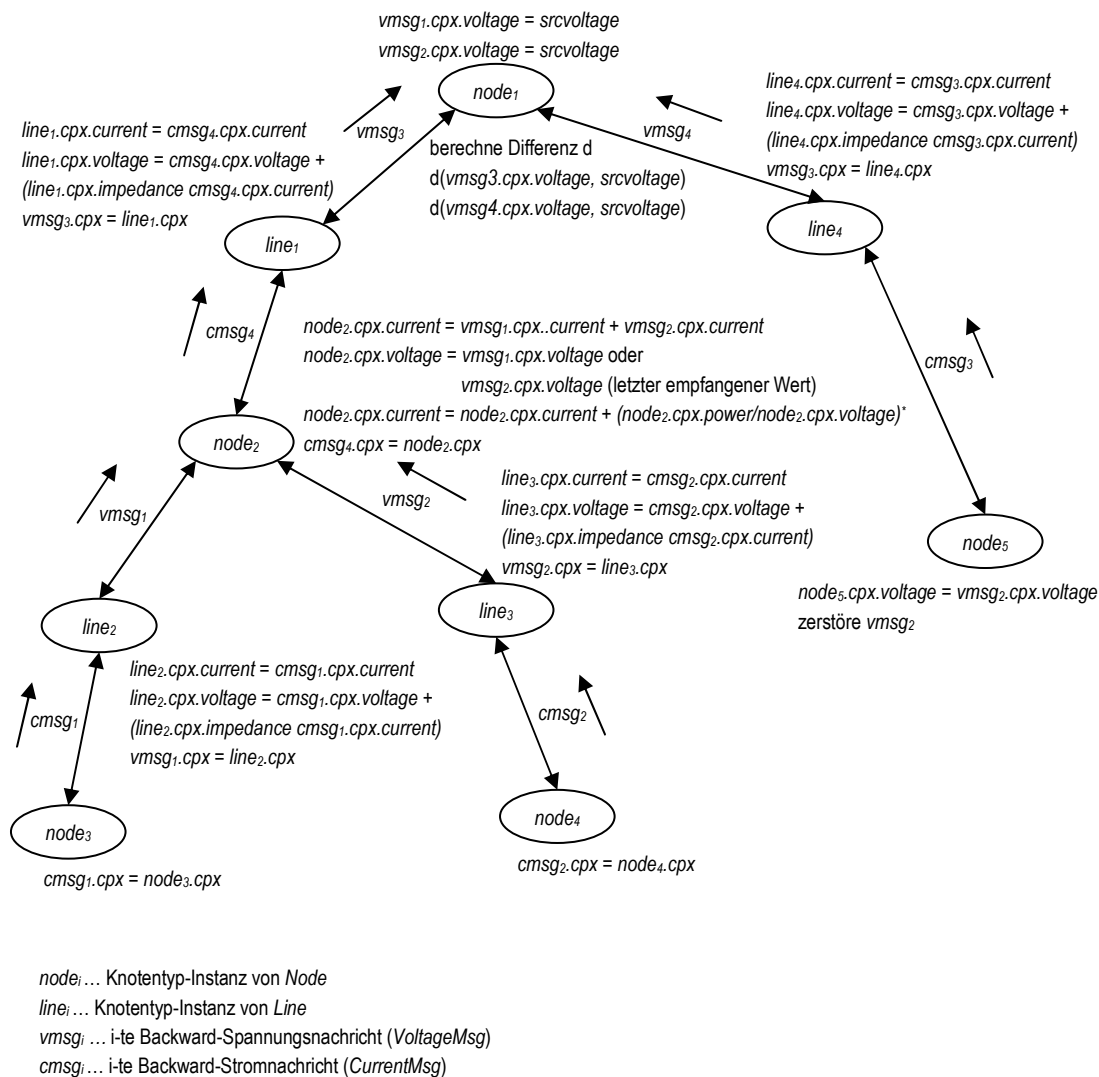 vmsg1.cpx.voltage = srcvoltage
vmsg2.cpx.voltage = srcvoltage
node1
line4.cpx.current = cmsg3.cpx.current
line4.cpx.voltage = cmsg3.cpx.voltage +
(line4.cpx.impedance cmsg3.cpx.current)
vmsg3.cpx = line4.cpx
line1.cpx.current = cmsg4.cpx.current
line1.cpx.voltage = cmsg4.cpx.voltage +
(line1.cpx.impedance cmsg4.cpx.current)
vmsg3.cpx = line1.cpx
vmsg3
vmsg4
berechne Differenz d
d(vmsg3.cpx.voltage, srcvoltage)
d(vmsg4.cpx.voltage, srcvoltage)
line1
line4
cmsg4
cmsg3
node2.cpx.current = vmsg1.cpx..current + vmsg2.cpx.current
node2.cpx.voltage = vmsg1.cpx.voltage oder
vmsg2.cpx.voltage (letzter empfangener Wert)
node2.cpx.current = node2.cpx.current + (node2.cpx.power/node2.cpx.voltage)*
cmsg4.cpx = node2.cpx
node2
vmsg1
vmsg2
line3.cpx.current = cmsg2.cpx.current
line3.cpx.voltage = cmsg2.cpx.voltage +
(line3.cpx.impedance cmsg2.cpx.current)
vmsg2.cpx = line3.cpx
node5
node5.cpx.voltage = vmsg2.cpx.voltage
zerstöre vmsg2
line2
line3
line2.cpx.current = cmsg1.cpx.current
line2.cpx.voltage = cmsg1.cpx.voltage +
(line2.cpx.impedance cmsg1.cpx.current)
vmsg1.cpx = line2.cpx
cmsg1
cmsg2
node3
node4
cmsg1.cpx = node3.cpx
cmsg2.cpx = node4.cpx
nodei … Knotentyp-Instanz von Node
linei … Knotentyp-Instanz von Line
vmsgi … i-te Backward-Spannungsnachricht (VoltageMsg)
cmsgi … i-te Backward-Stromnachricht (CurrentMsg)